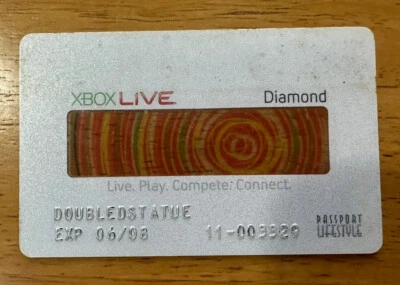 XBOX LIVE Diamond
Live. Play. Compete. Connect.
DOUBLEDSTATUE
EXP 06/08 11-003329
PASSPORT
LIFESTYLE